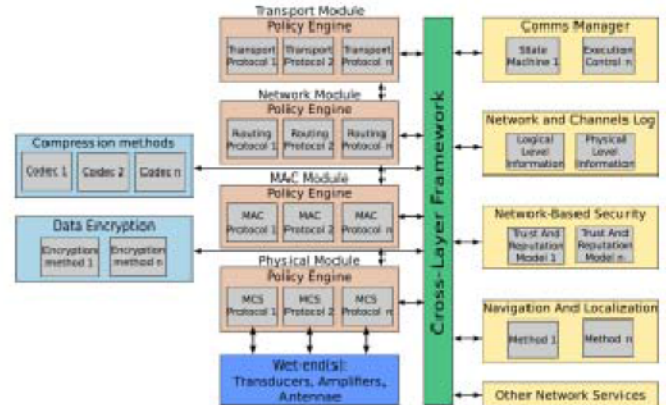 Transport Module
Policy Engine
Transport Protocol 1
Transport Protocol 2
Transport Protocol n
Network Module
Policy Engine
Routing Protocol 1
Routing Protocol 2
Routing Protocol n
MAC Module
Policy Engine
MAC Protocol 1
MAC Protocol 2
MAC Protocol n
Physical Module
Policy Engine
MCS Protocol 1
MCS Protocol 2
MCS Protocol n
Wet-end(s):
Transducers, Amplifiers,
Antennae
Compression methods
Codec 1
Codec 2
Codec n
Data Encryption
Encryption method 1
Encryption method n
Cross-Layer Framework
Comms Manager
State Machine 1
Execution Control n
Network and Channels Log
Logical Level Information
Physical Level Information
Network-Based Security
Trust And Reputation Model 1
Trust And Reputation Model n
Navigation And Localization
Method 1
Method n
Other Network Services